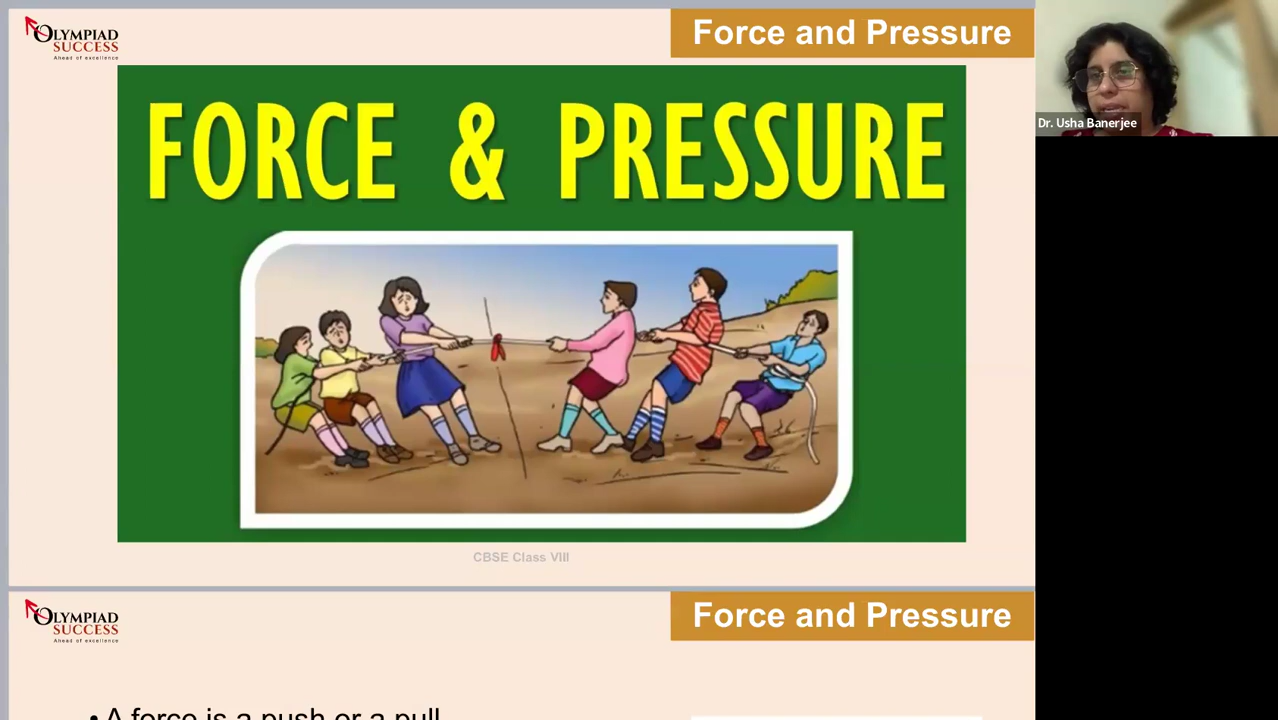 OLYMPIAD
SUCCESS
Ahead of excellence
Force and Pressure
FORCE & PRESSURE
CBSE Class VIII
Dr. Usha Banerjee
OLYMPIAD
SUCCESS
Ahead of excellence
Force and Pressure
• A force is a push or a pull